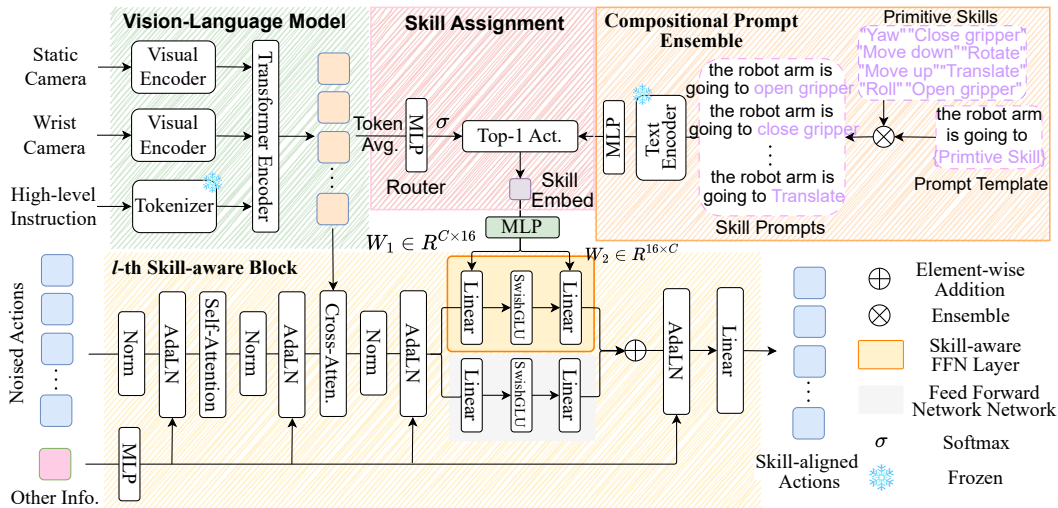 Vision-Language Model
Static
Camera
Visual
Encoder
Wrist
Camera
Visual
Encoder
High-level
Instruction
Tokenizer
Transformer Encoder
Skill Assignment
Token
Avg.
MLP
Router
σ
Top-1 Act.
Skill
Embed
Compositional Prompt
Ensemble
MLP
Text
Encoder
the robot arm is
going to open gripper
the robot arm is
going to close gripper
the robot arm is
going to Translate
Skill Prompts
Primitive Skills
"Yaw" "Close gripper"
"Move down" "Rotate"
"Move up" "Translate"
"Roll" "Open gripper"
the robot arm
is going to
{Primtive Skill}
Prompt Template
MLP
W₁ ∈ R^{C×16}
W₂ ∈ R^{16×C}
l-th Skill-aware Block
Noised Actions
Other Info.
MLP
Norm
AdaLN
Self-Attention
Norm
AdaLN
Cross-Atten.
Norm
AdaLN
Linear
SwishGLU
Linear
Linear
SwishGLU
Linear
AdaLN
Linear
Skill-aligned
Actions
Element-wise
Addition
Ensemble
Skill-aware
FFN Layer
Feed Forward
Network Network
σ
Softmax
Frozen